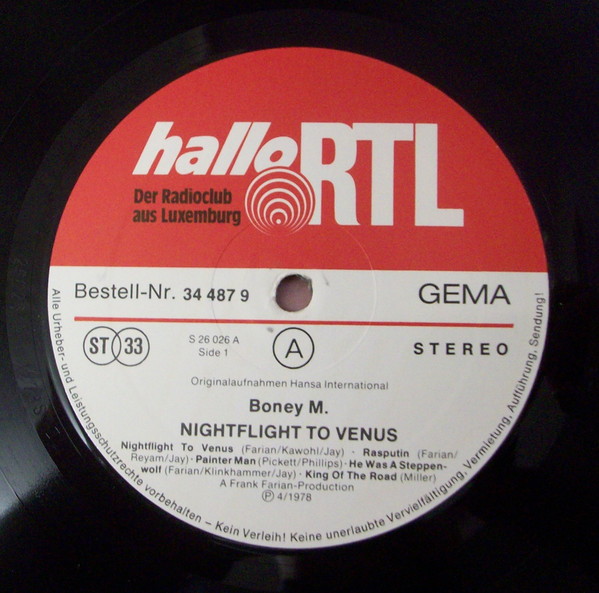 hallo RTL
Der Radioclub
aus Luxemburg
Bestell-Nr. 34 487 9
GEMA
ST 33
S 26 026 A
Side 1
A
STEREO
Originalaufnahmen Hansa International
Boney M.
NIGHTFLIGHT TO VENUS
Nightflight To Venus (Farian/Kawohl/Jay) · Rasputin (Farian/
Reyam/Jay) · Painter Man (Pickett/Phillips) · He Was A Steppen-
wolf (Farian/Klinkhammer/Jay) · King Of The Road (Miller)
A Frank Farian-Production
Ⓟ 4/1978
Alle Urheber- und Leistungsschutzrechte vorbehalten – Kein Verleih! Keine unerlaubte Vervielfältigung, Vermietung, Aufführung, Sendung!